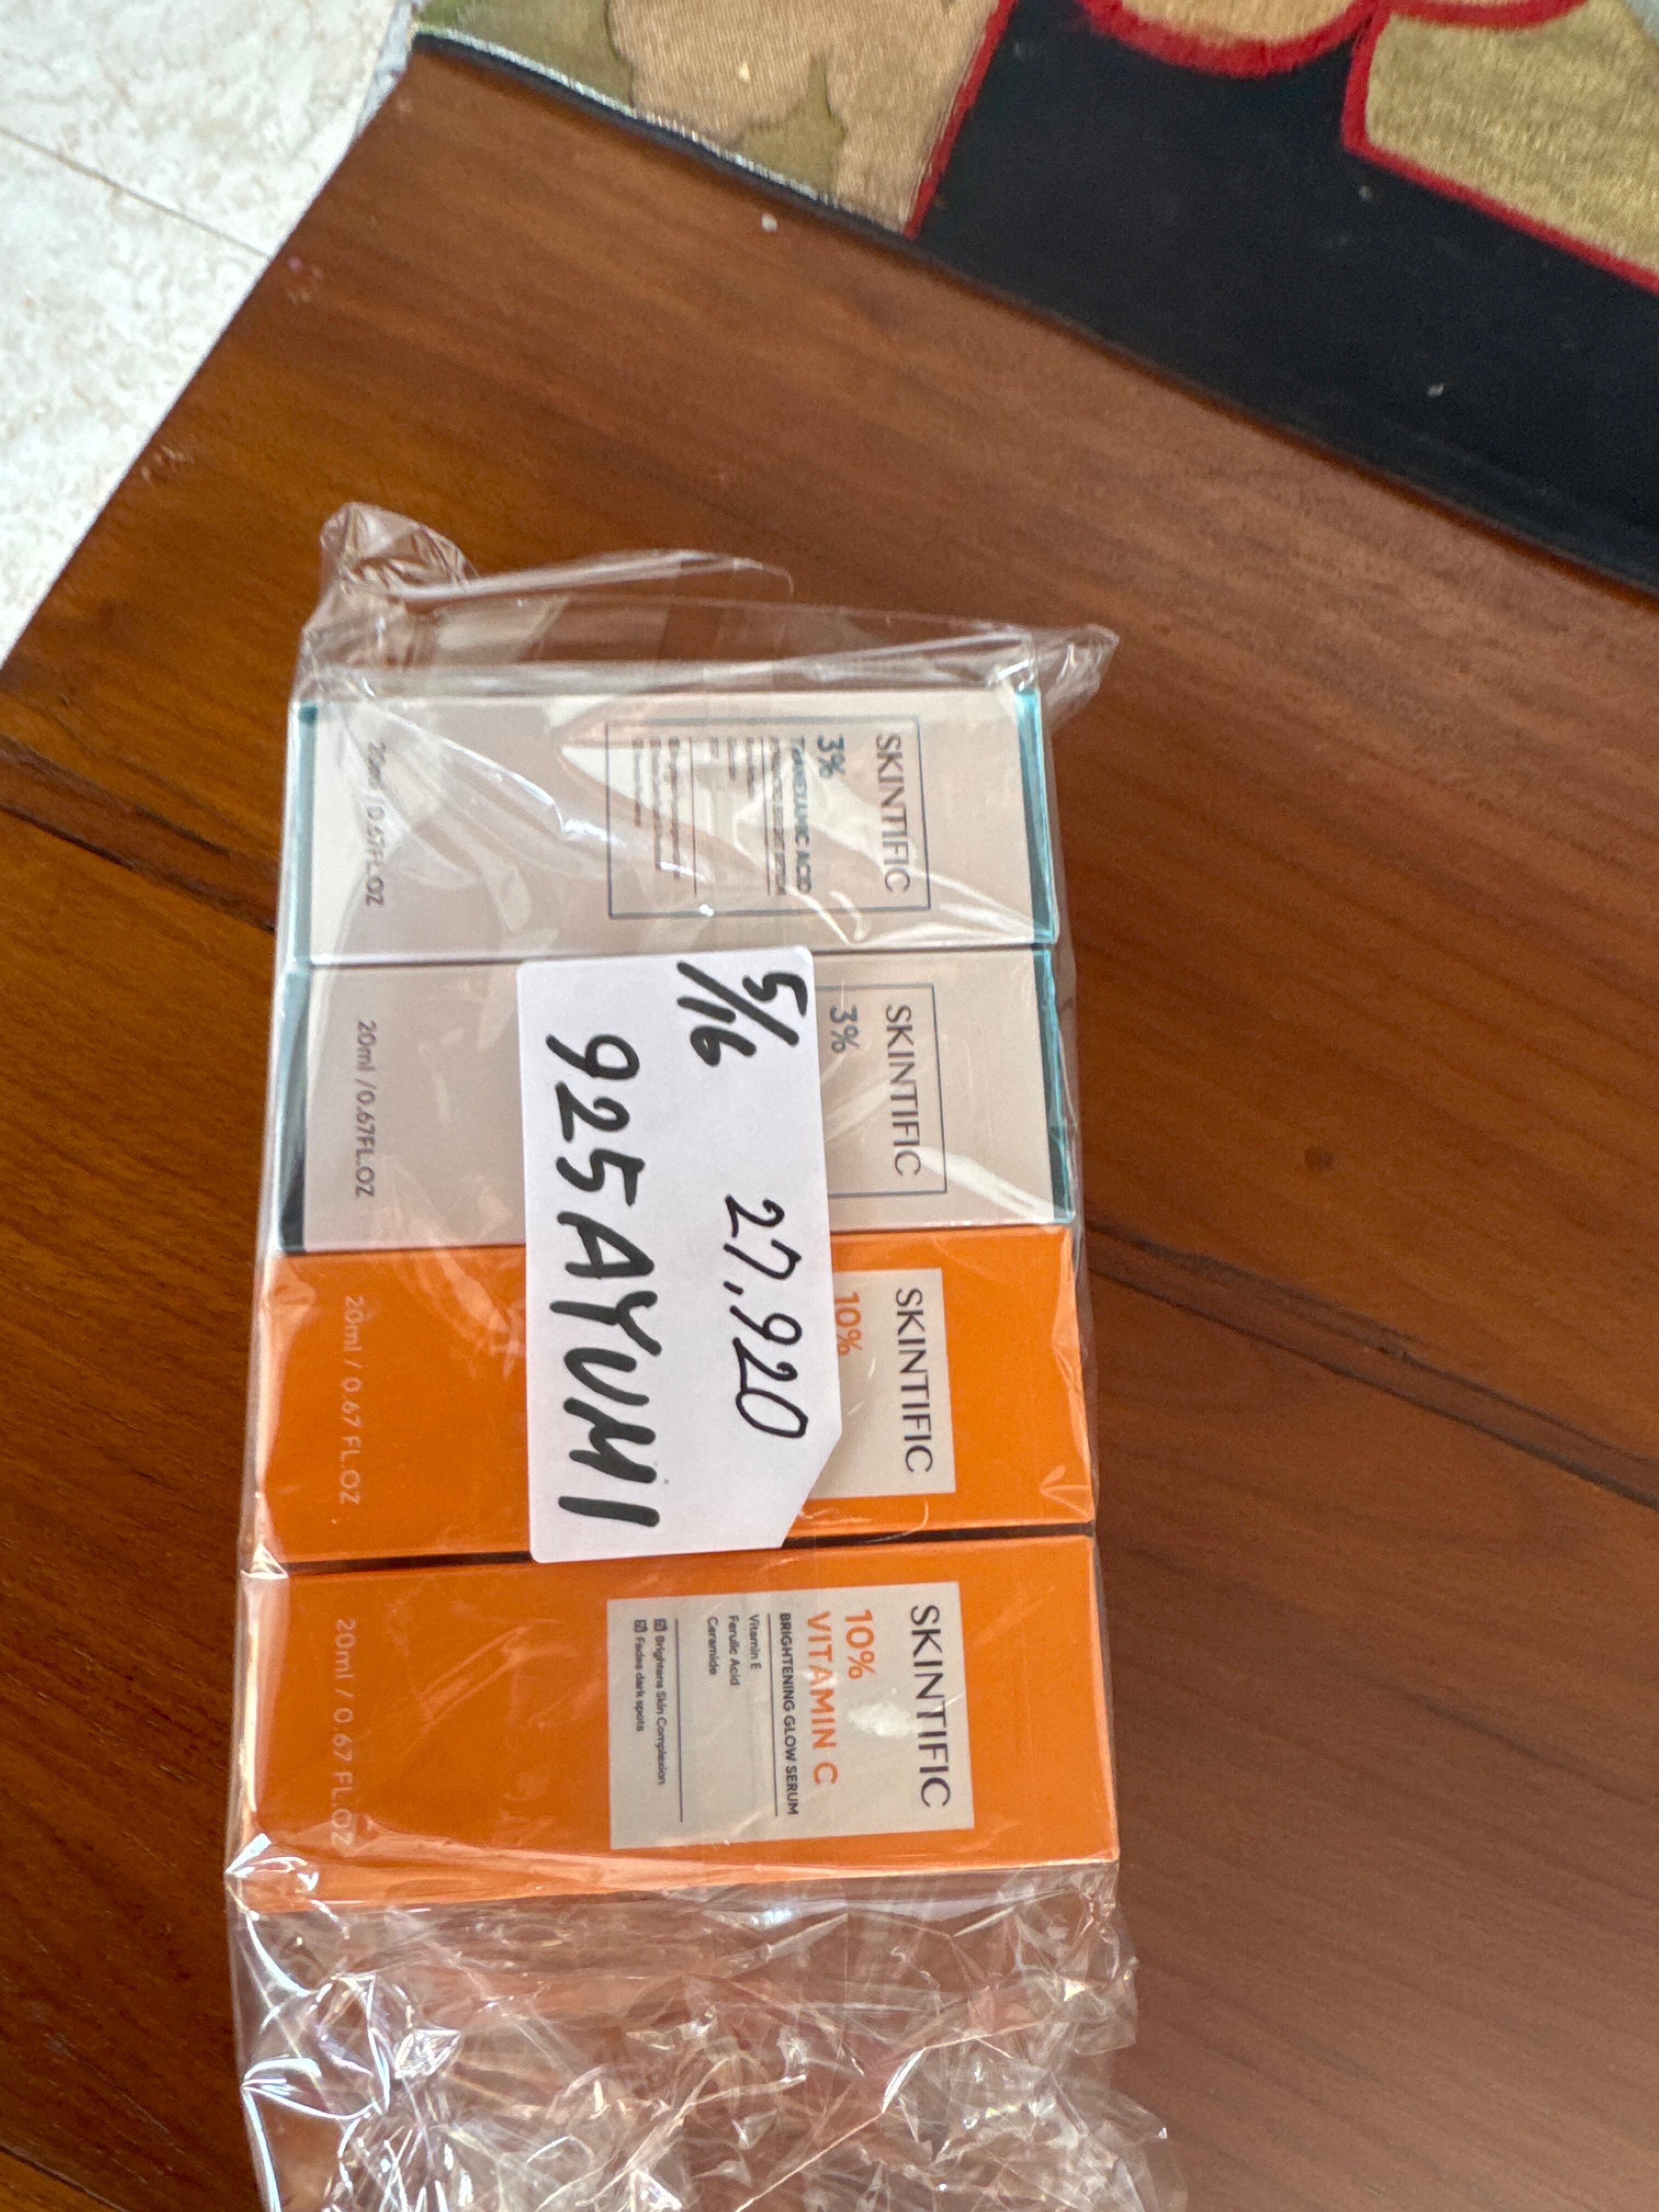 SKINTIFIC
3%
TRANEXAMIC ACID
20ml /0.67FL.OZ
SKINTIFIC
3%
20ml /0.67FL.OZ
5/16 27,920
925AYUMI
SKINTIFIC
10%
20ml / 0.67 FL.OZ
SKINTIFIC
10%
VITAMIN C
BRIGHTENING GLOW SERUM
Vitamin E
Ferulic Acid
Ceramide
Brightens Skin Complexion
Fades dark spots
20ml / 0.67 FL.OZ